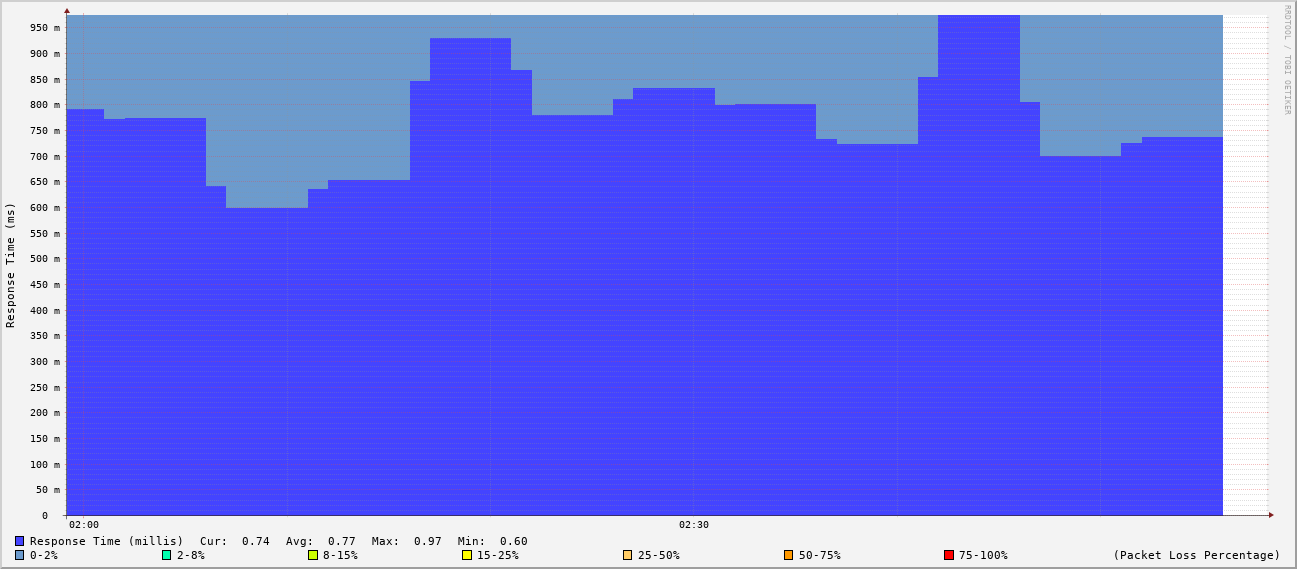 RRDTOOL / TOBI OETIKER
Response Time (ms)
950 m
900 m
850 m
800 m
750 m
700 m
650 m
600 m
550 m
500 m
450 m
400 m
350 m
300 m
250 m
200 m
150 m
100 m
50 m
0
02:00 02:30
Response Time (millis) Cur: 0.74 Avg: 0.77 Max: 0.97 Min: 0.60
0-2% 2-8% 8-15% 15-25% 25-50% 50-75% 75-100% (Packet Loss Percentage)